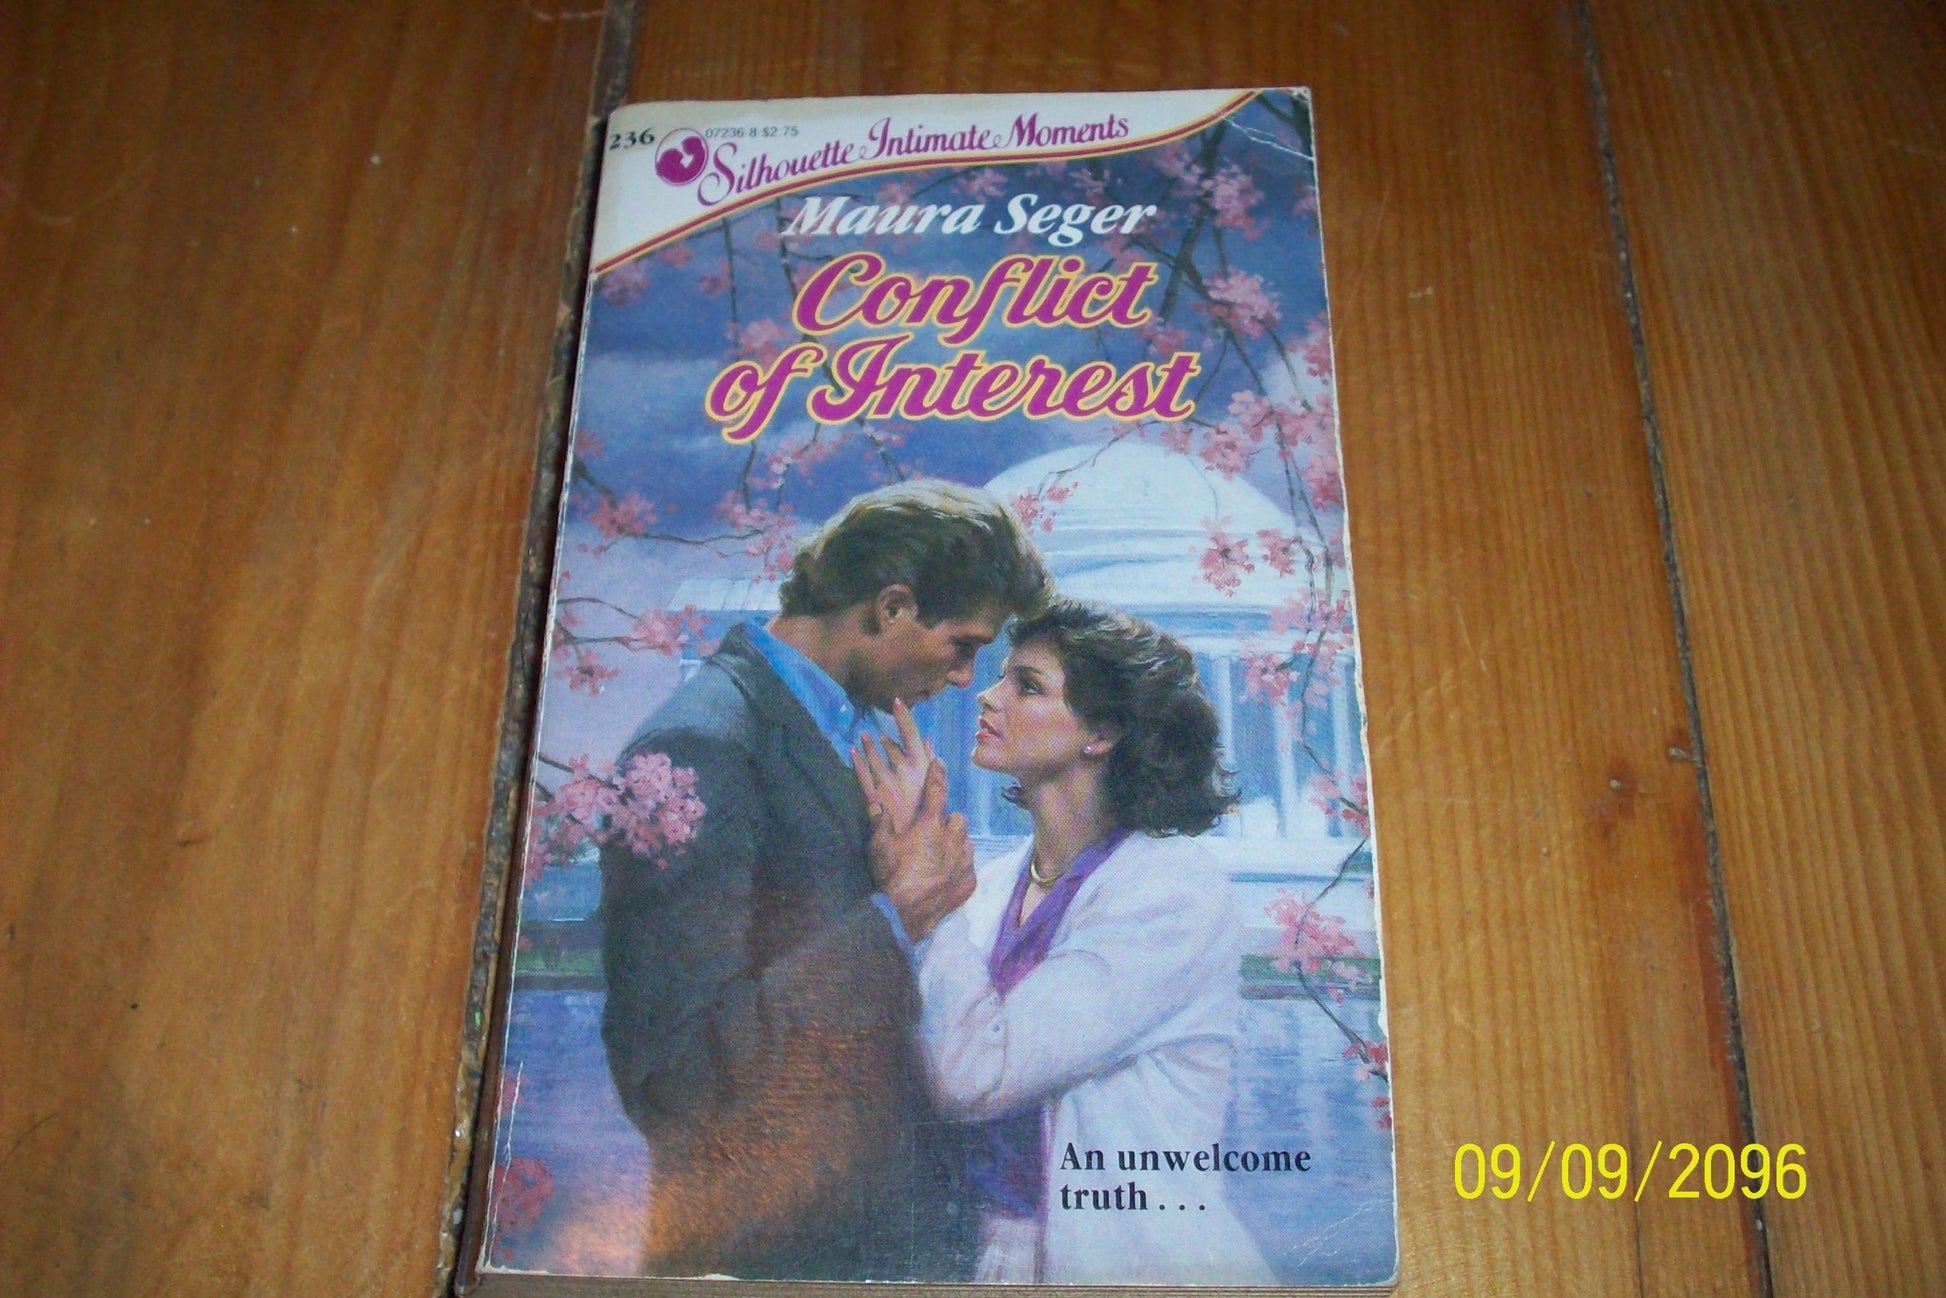 236
07236-8-$2.75
Silhouette Intimate Moments
Maura Seger
Conflict
of Interest
An unwelcome
truth . . .
09/09/2096